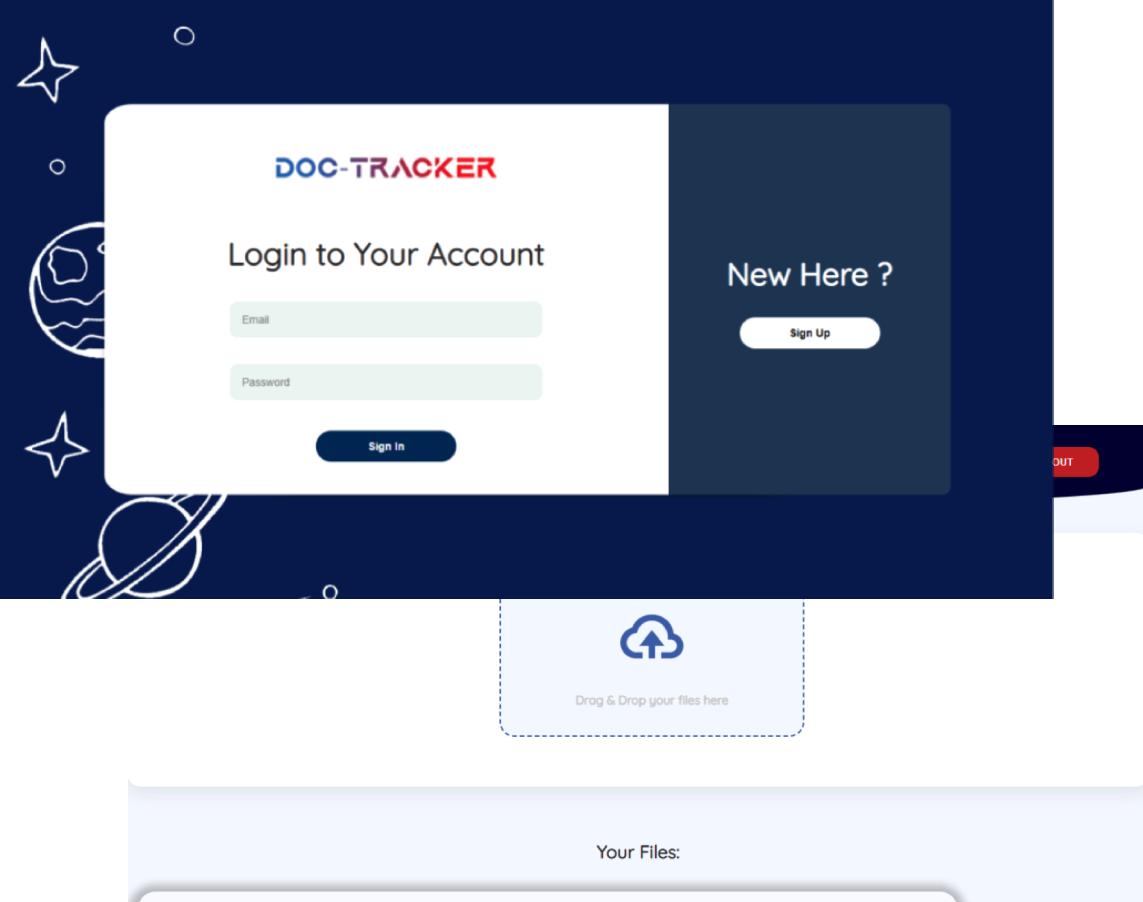 DOC-TRACKER
Login to Your Account
Email
Password
Sign In
New Here ?
Sign Up
OUT
Drag & Drop your files here
Your Files: